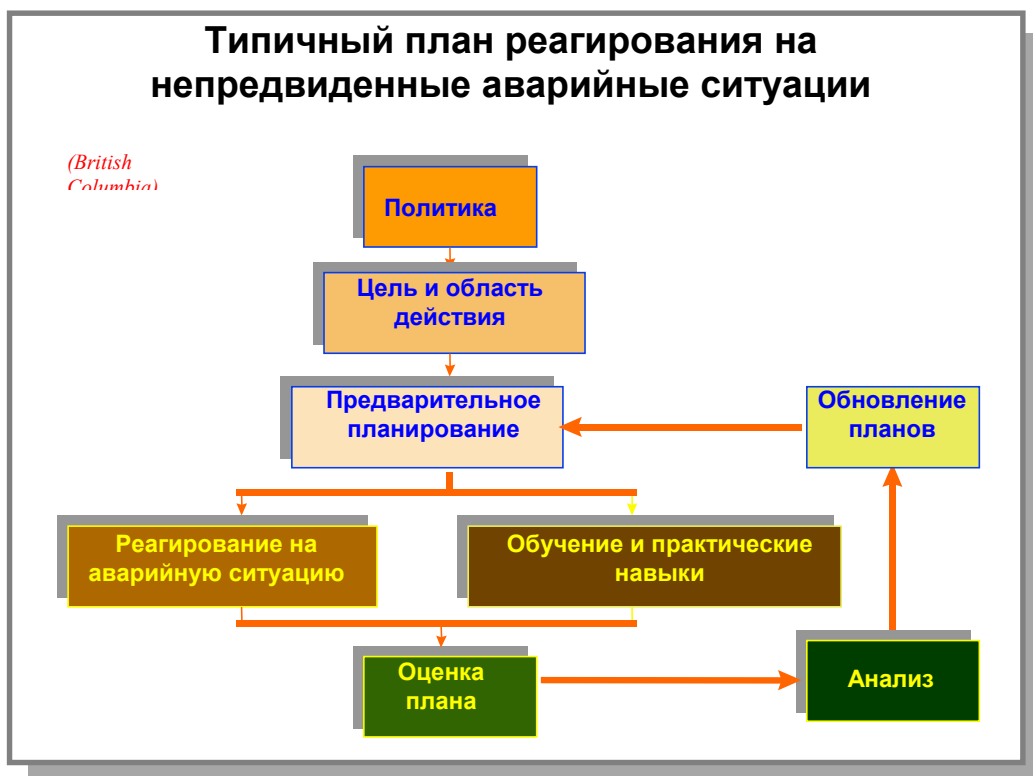 Типичный план реагирования на
непредвиденные аварийные ситуации
(British
Columbia)
Политика
Цель и область
действия
Предварительное
планирование
Обновление
планов
Реагирование на
аварийную ситуацию
Обучение и практические
навыки
Оценка
плана
Анализ